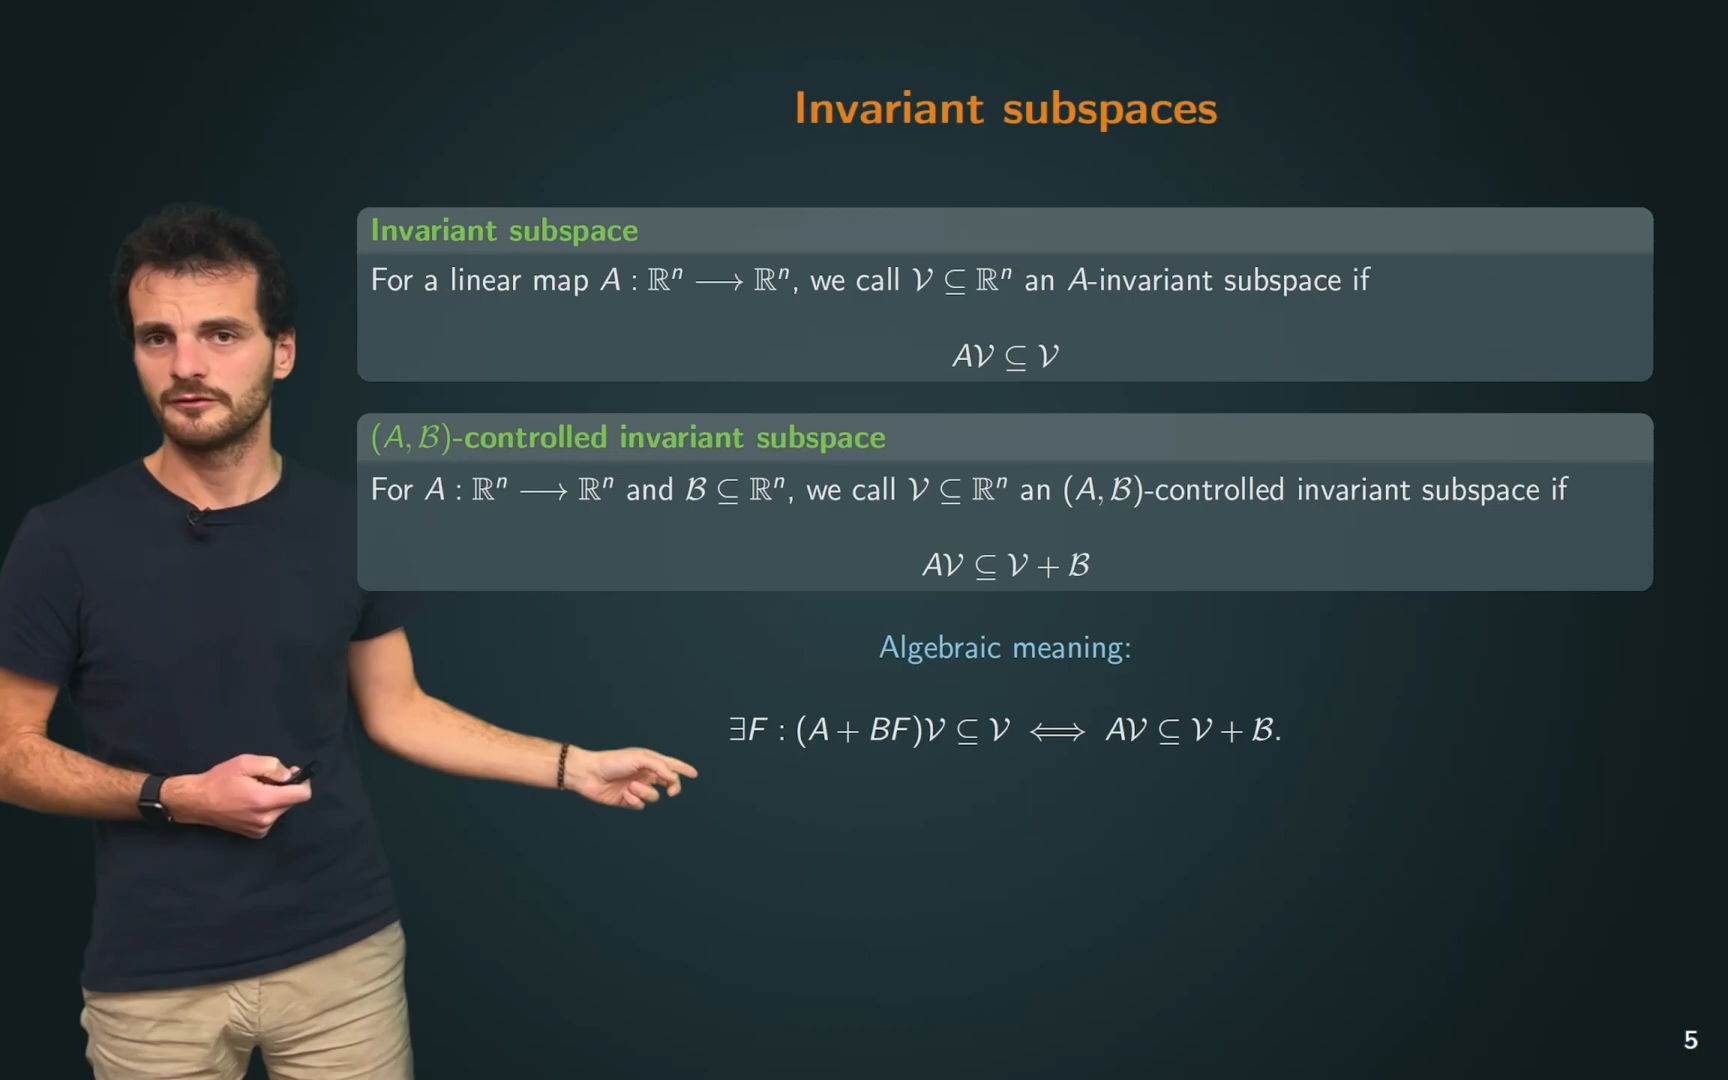 Invariant subspaces
Invariant subspace
For a linear map A : ℝⁿ ⟶ ℝⁿ, we call 𝒱 ⊆ ℝⁿ an A-invariant subspace if
A𝒱 ⊆ 𝒱
(A, ℬ)-controlled invariant subspace
For A : ℝⁿ ⟶ ℝⁿ and ℬ ⊆ ℝⁿ, we call 𝒱 ⊆ ℝⁿ an (A, ℬ)-controlled invariant subspace if
A𝒱 ⊆ 𝒱 + ℬ
Algebraic meaning:
∃F : (A + BF)𝒱 ⊆ 𝒱 ⟺ A𝒱 ⊆ 𝒱 + ℬ.
5